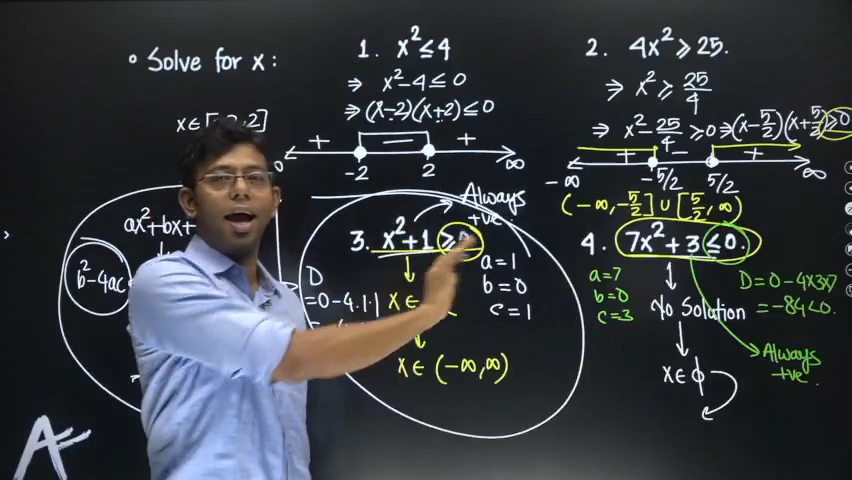 • Solve for x :
1. x² ≤ 4
⇒ x²-4 ≤ 0
⇒ (x-2)(x+2) ≤ 0
+ - +
-2 2 ∞
2. 4x² ≥ 25.
⇒ x² ≥ 25/4
⇒ x² - 25/4 ≥ 0 ⇒ (x-5/2)(x+5/2) ≥ 0
+ - +
-∞ -5/2 5/2 ∞
(-∞, -5/2] ∪ [5/2, ∞)
ax²+bx+
b²-4ac
3. x²+1 ≥ 0
Always
+ve
a=1
b=0
c=1
D
=0-4.1.1
x ∈
x ∈ (-∞,∞)
4. 7x²+3 ≤ 0.
a=7
b=0
c=3
No Solution
x ∈ ϕ
D=0-4x3x7
=-84<0.
Always
+ve.
A